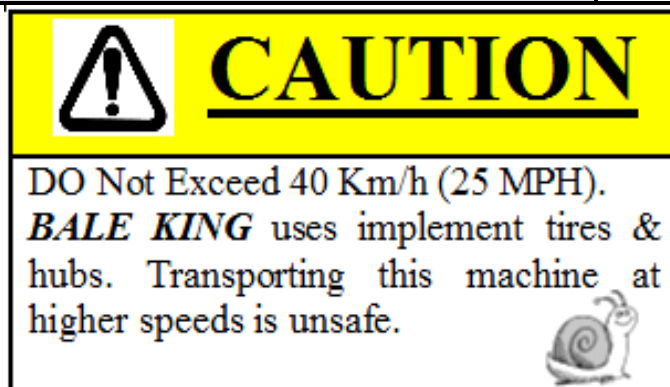 CAUTION
DO Not Exceed 40 Km/h (25 MPH).
BALE KING uses implement tires &
hubs. Transporting this machine at
higher speeds is unsafe.